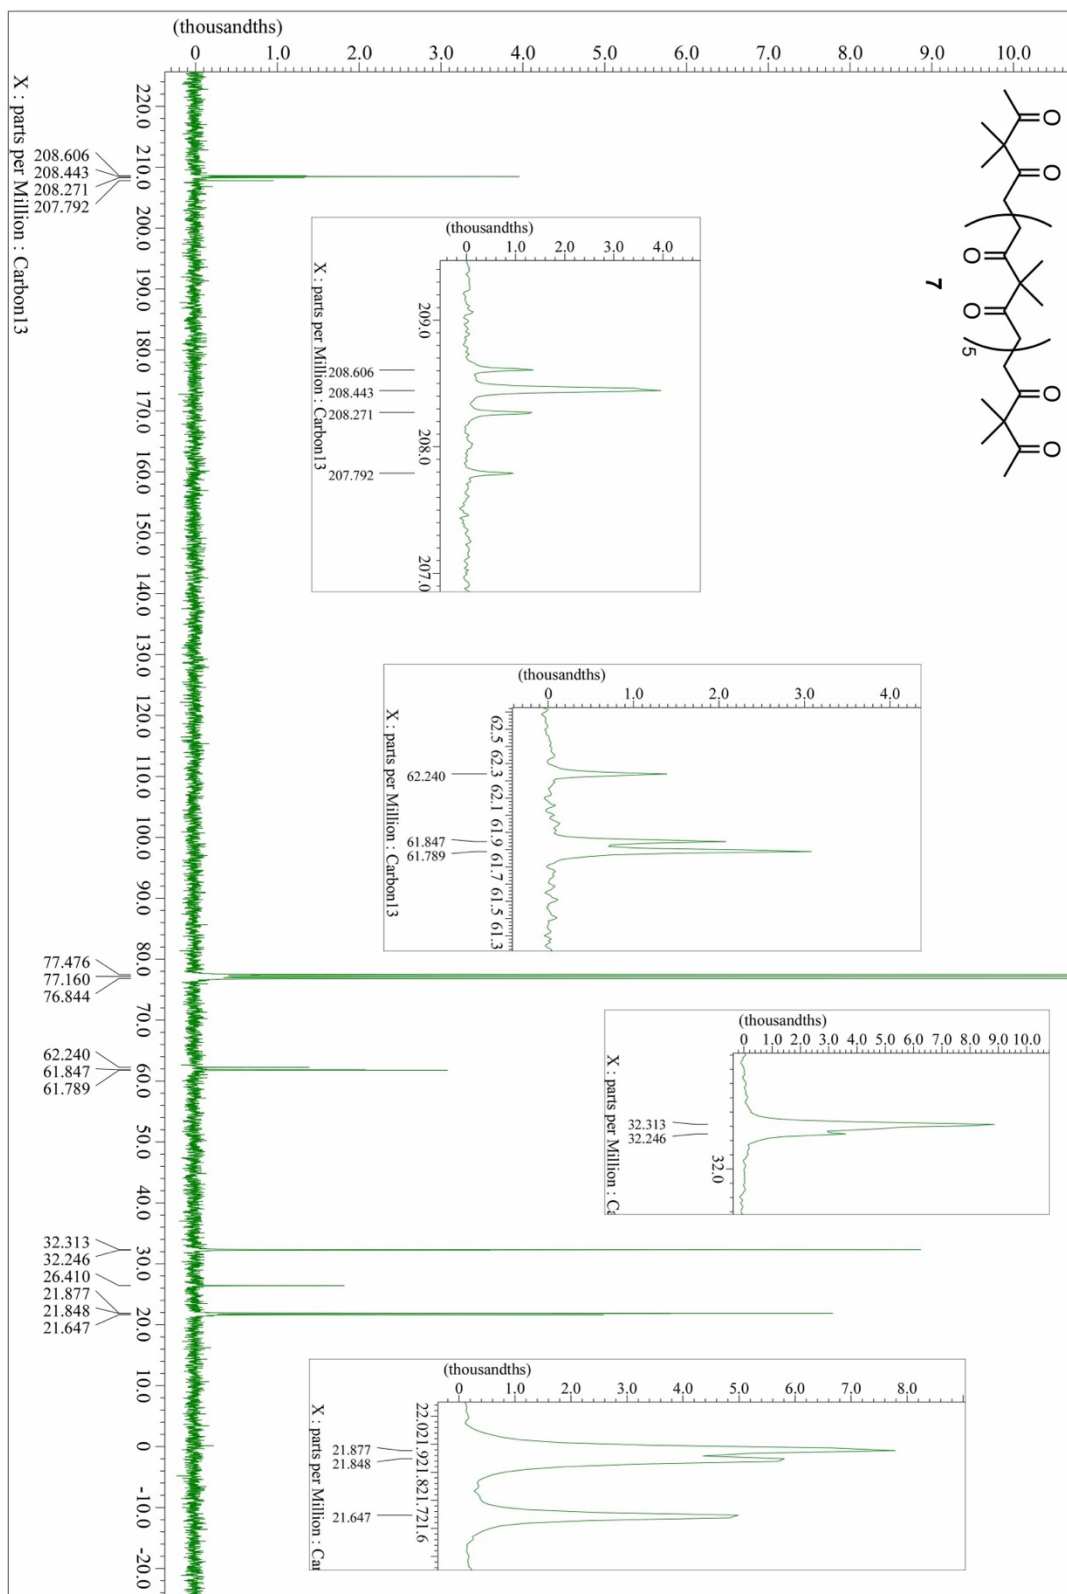 (thousandths)
0 1.0 2.0 3.0 4.0 5.0 6.0 7.0 8.0 9.0 10.0
O
O
O
O
O
O
7
5
X : parts per Million : Carbon13
220.0 210.0 200.0 190.0 180.0 170.0 160.0 150.0 140.0 130.0 120.0 110.0 100.0 90.0 80.0 70.0 60.0 50.0 40.0 30.0 20.0 10.0 0 -10.0 -20.0
208.606
208.443
208.271
207.792
77.476
77.160
76.844
62.240
61.847
61.789
32.313
32.246
26.410
21.877
21.848
21.647
(thousandths)
0 1.0 2.0 3.0 4.0
209.0 208.0 207.0
208.606
208.443
208.271
207.792
X : parts per Million : Carbon13
(thousandths)
0 1.0 2.0 3.0 4.0
62.5 62.3 62.1 61.9 61.7 61.5 61.3
62.240
61.847
61.789
X : parts per Million : Carbon13
(thousandths)
0 1.0 2.0 3.0 4.0 5.0 6.0 7.0 8.0 9.0 10.0
32.0
32.313
32.246
X : parts per Million : Ca
(thousandths)
0 1.0 2.0 3.0 4.0 5.0 6.0 7.0 8.0
22.0 21.9 21.8 21.7 21.6
21.877
21.848
21.647
X : parts per Million : Car